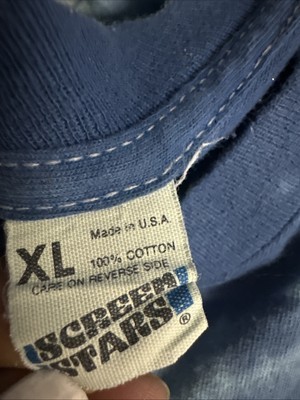 Made in U.S.A.
XL
100% COTTON
CARE ON REVERSE SIDE
SCREEN
STARS®